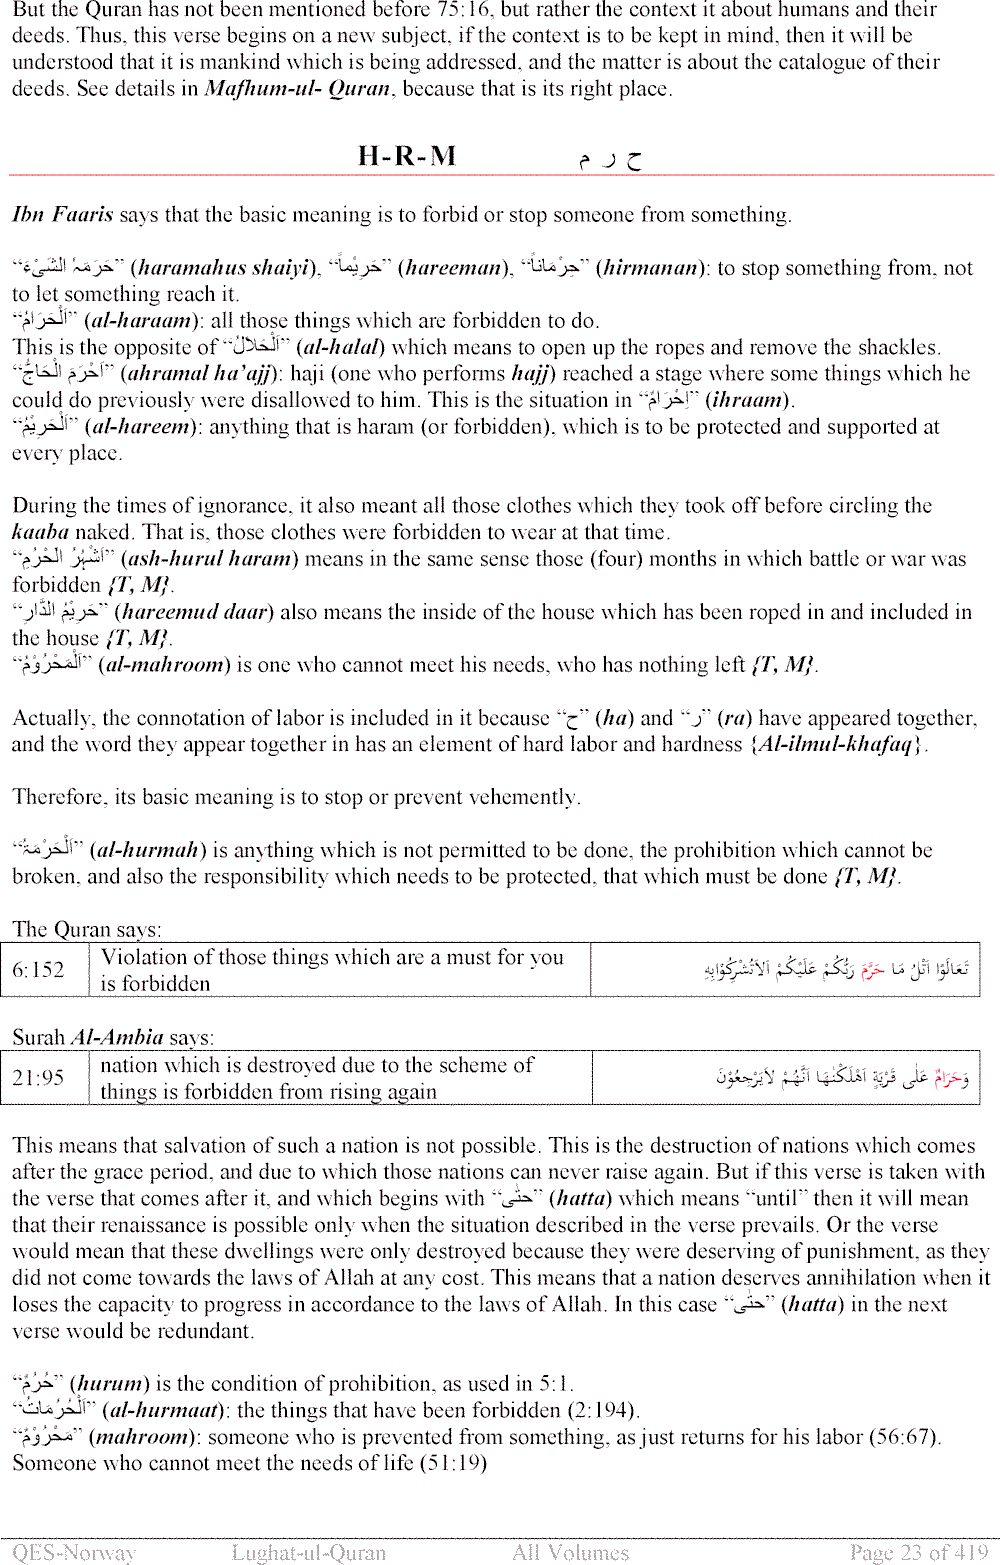 But the Quran has not been mentioned before 75:16, but rather the context it about humans and their
deeds. Thus, this verse begins on a new subject, if the context is to be kept in mind, then it will be
understood that it is mankind which is being addressed, and the matter is about the catalogue of their
deeds. See details in Mafhum-ul- Quran, because that is its right place.
H-R-M ح ر م
Ibn Faaris says that the basic meaning is to forbid or stop someone from something.
“حَرَمَہُ الشَّیْءَ” (haramahus shaiyi), “حَرِیْماً” (hareeman), “حِرْمَاناً” (hirmanan): to stop something from, not
to let something reach it.
“اَلْحَرَامُ” (al-haraam): all those things which are forbidden to do.
This is the opposite of “اَلْحَلَالُ” (al-halal) which means to open up the ropes and remove the shackles.
“اَحْرَمَ الْحَاجُّ” (ahramal ha’ajj): haji (one who performs hajj) reached a stage where some things which he
could do previously were disallowed to him. This is the situation in “اِحْرَامٌ” (ihraam).
“اَلْحَرِیْمُ” (al-hareem): anything that is haram (or forbidden), which is to be protected and supported at
every place.
During the times of ignorance, it also meant all those clothes which they took off before circling the
kaaba naked. That is, those clothes were forbidden to wear at that time.
“اَشْہُرُ الْحُرُمِ” (ash-hurul haram) means in the same sense those (four) months in which battle or war was
forbidden {T, M}.
“حَرِیْمُ الدَّارِ” (hareemud daar) also means the inside of the house which has been roped in and included in
the house {T, M}.
“اَلْمَحْرُوْمُ” (al-mahroom) is one who cannot meet his needs, who has nothing left {T, M}.
Actually, the connotation of labor is included in it because “ح” (ha) and “ر” (ra) have appeared together,
and the word they appear together in has an element of hard labor and hardness {Al-ilmul-khafaq}.
Therefore, its basic meaning is to stop or prevent vehemently.
“اَلْحُرْمَۃُ” (al-hurmah) is anything which is not permitted to be done, the prohibition which cannot be
broken, and also the responsibility which needs to be protected, that which must be done {T, M}.
The Quran says:
6:152 Violation of those things which are a must for you
is forbidden تَعَالَوْا اَتْلُ مَا حَرَّمَ رَبُّكُمْ عَلَيْكُمْ اَلاَّتُشْرِكُوْابِهِ
Surah Al-Ambia says:
21:95 nation which is destroyed due to the scheme of
things is forbidden from rising again وَحَرَامٌ عَلٰى قَرْيَةٍ اَهْلَكْنٰهَا اَنَّهُمْ لاَيَرْجِعُوْنَ
This means that salvation of such a nation is not possible. This is the destruction of nations which comes
after the grace period, and due to which those nations can never raise again. But if this verse is taken with
the verse that comes after it, and which begins with “حتٰی” (hatta) which means “until” then it will mean
that their renaissance is possible only when the situation described in the verse prevails. Or the verse
would mean that these dwellings were only destroyed because they were deserving of punishment, as they
did not come towards the laws of Allah at any cost. This means that a nation deserves annihilation when it
loses the capacity to progress in accordance to the laws of Allah. In this case “حتٰی” (hatta) in the next
verse would be redundant.
“حُرُمٌ” (hurum) is the condition of prohibition, as used in 5:1.
“اَلْحُرُمَاتُ” (al-hurmaat): the things that have been forbidden (2:194).
“مَحْرُوْمٌ” (mahroom): someone who is prevented from something, as just returns for his labor (56:67).
Someone who cannot meet the needs of life (51:19)
QES-Norway Lughat-ul-Quran All Volumes Page 23 of 419